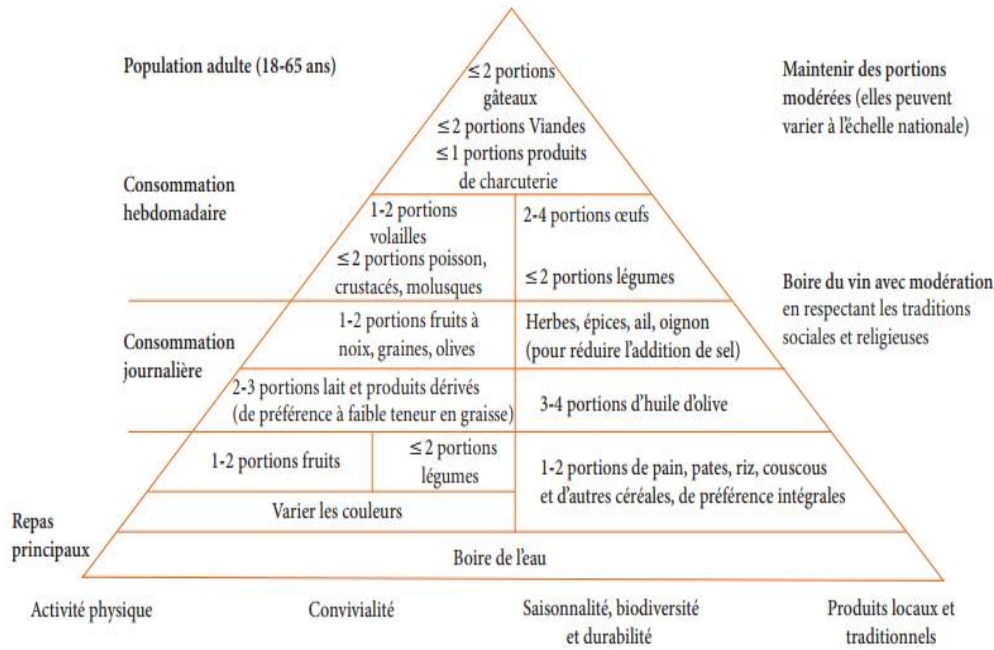 Population adulte (18-65 ans)
≤ 2 portions
gâteaux
≤ 2 portions Viandes
≤ 1 portions produits
de charcuterie
Maintenir des portions
modérées (elles peuvent
varier à l'échelle nationale)
Consommation
hebdomadaire
1-2 portions
volailles
≤ 2 portions poisson,
crustacés, molusques
2-4 portions œufs
≤ 2 portions légumes
Boire du vin avec modération
en respectant les traditions
sociales et religieuses
Consommation
journalière
1-2 portions fruits à
noix, graines, olives
Herbes, épices, ail, oignon
(pour réduire l'addition de sel)
2-3 portions lait et produits dérivés
(de préférence à faible teneur en graisse)
3-4 portions d'huile d'olive
1-2 portions fruits
≤ 2 portions
légumes
1-2 portions de pain, pates, riz, couscous
et d'autres céréales, de préférence intégrales
Varier les couleurs
Repas
principaux
Boire de l'eau
Activité physique
Convivialité
Saisonnalité, biodiversité
et durabilité
Produits locaux et
traditionnels